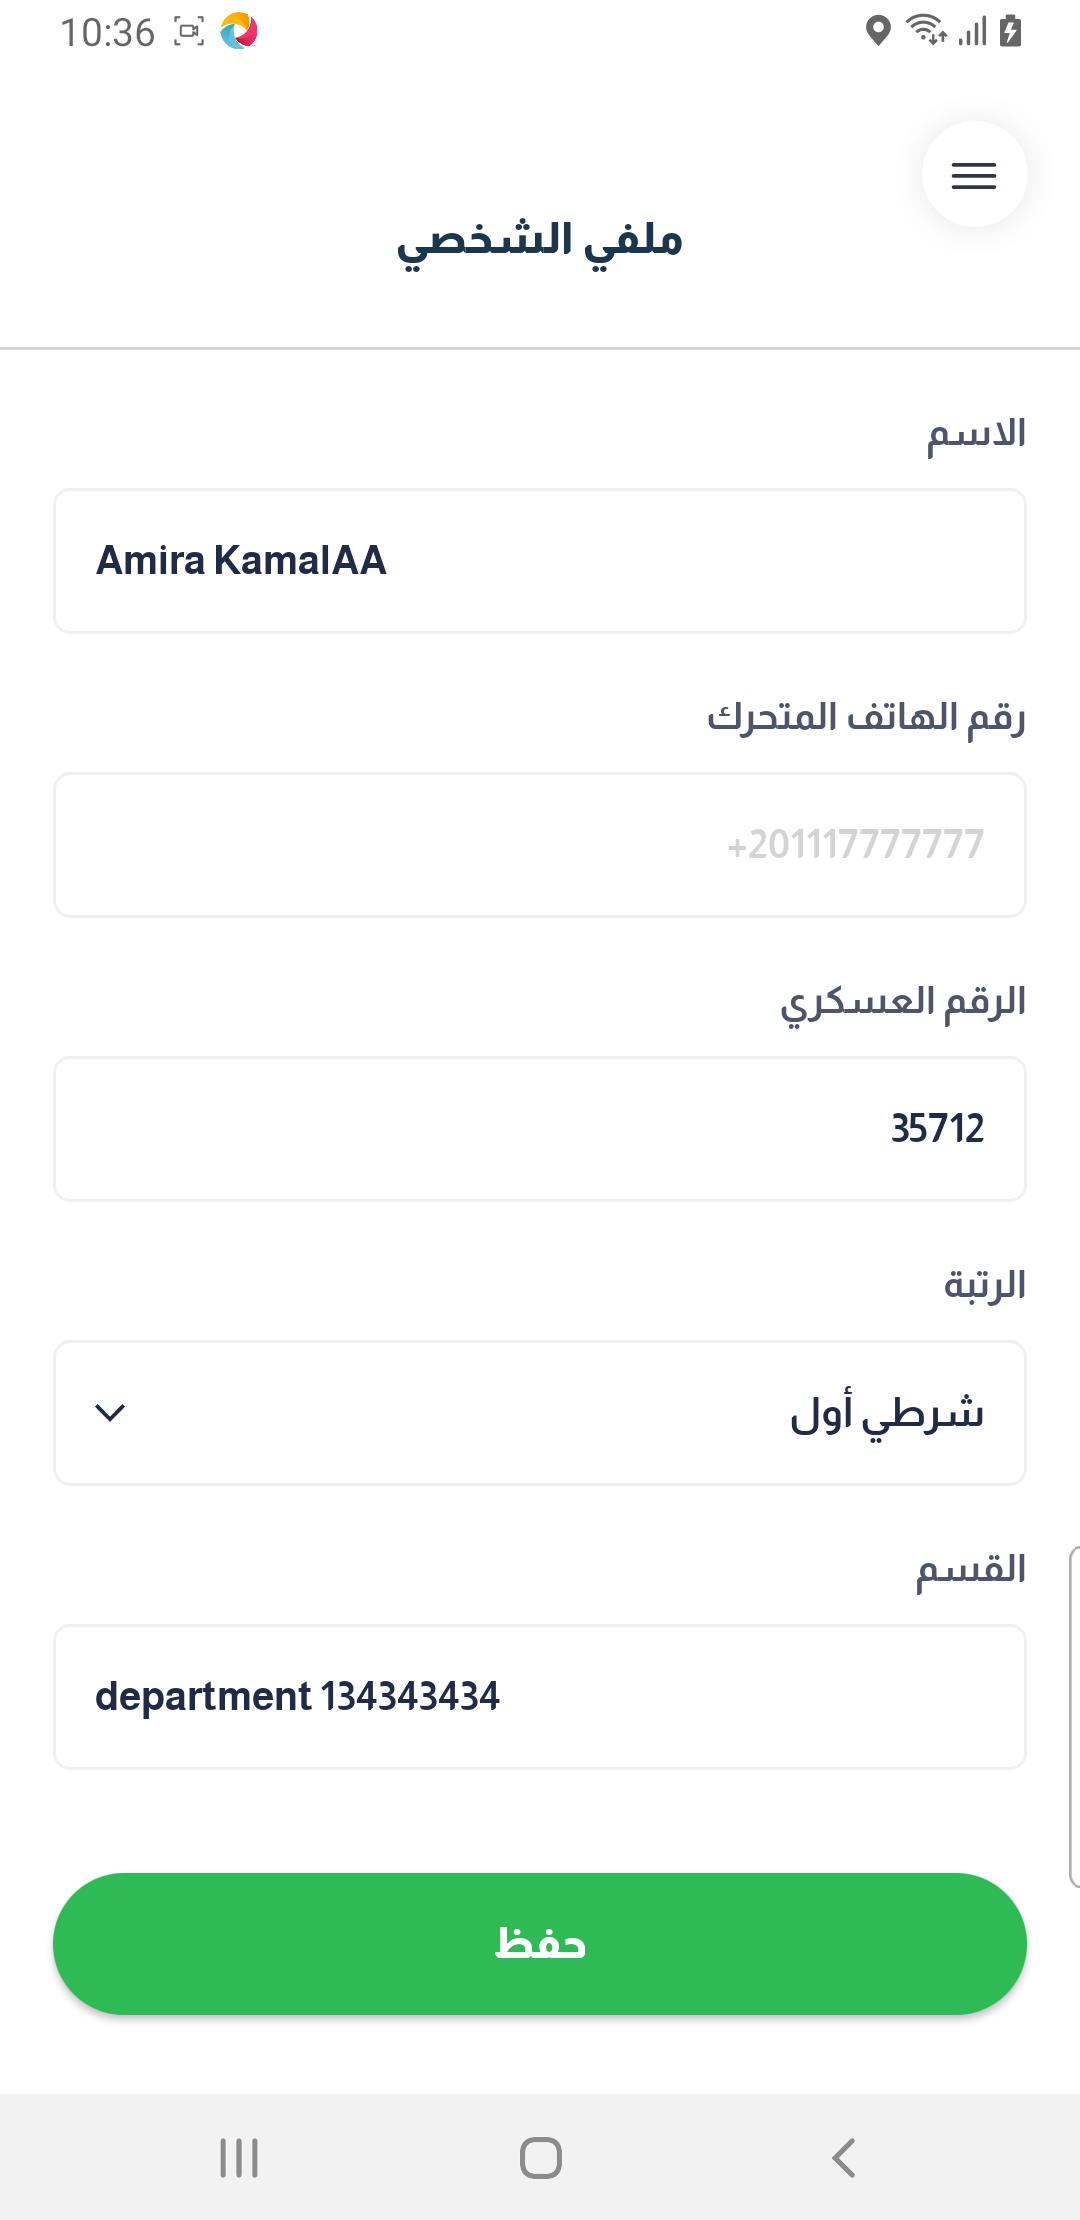 10:36
ملفي الشخصي
الاسم
Amira KamalAA
رقم الهاتف المتحرك
+201117777777
الرقم العسكري
35712
الرتبة
شرطي أول
القسم
department 134343434
حفظ